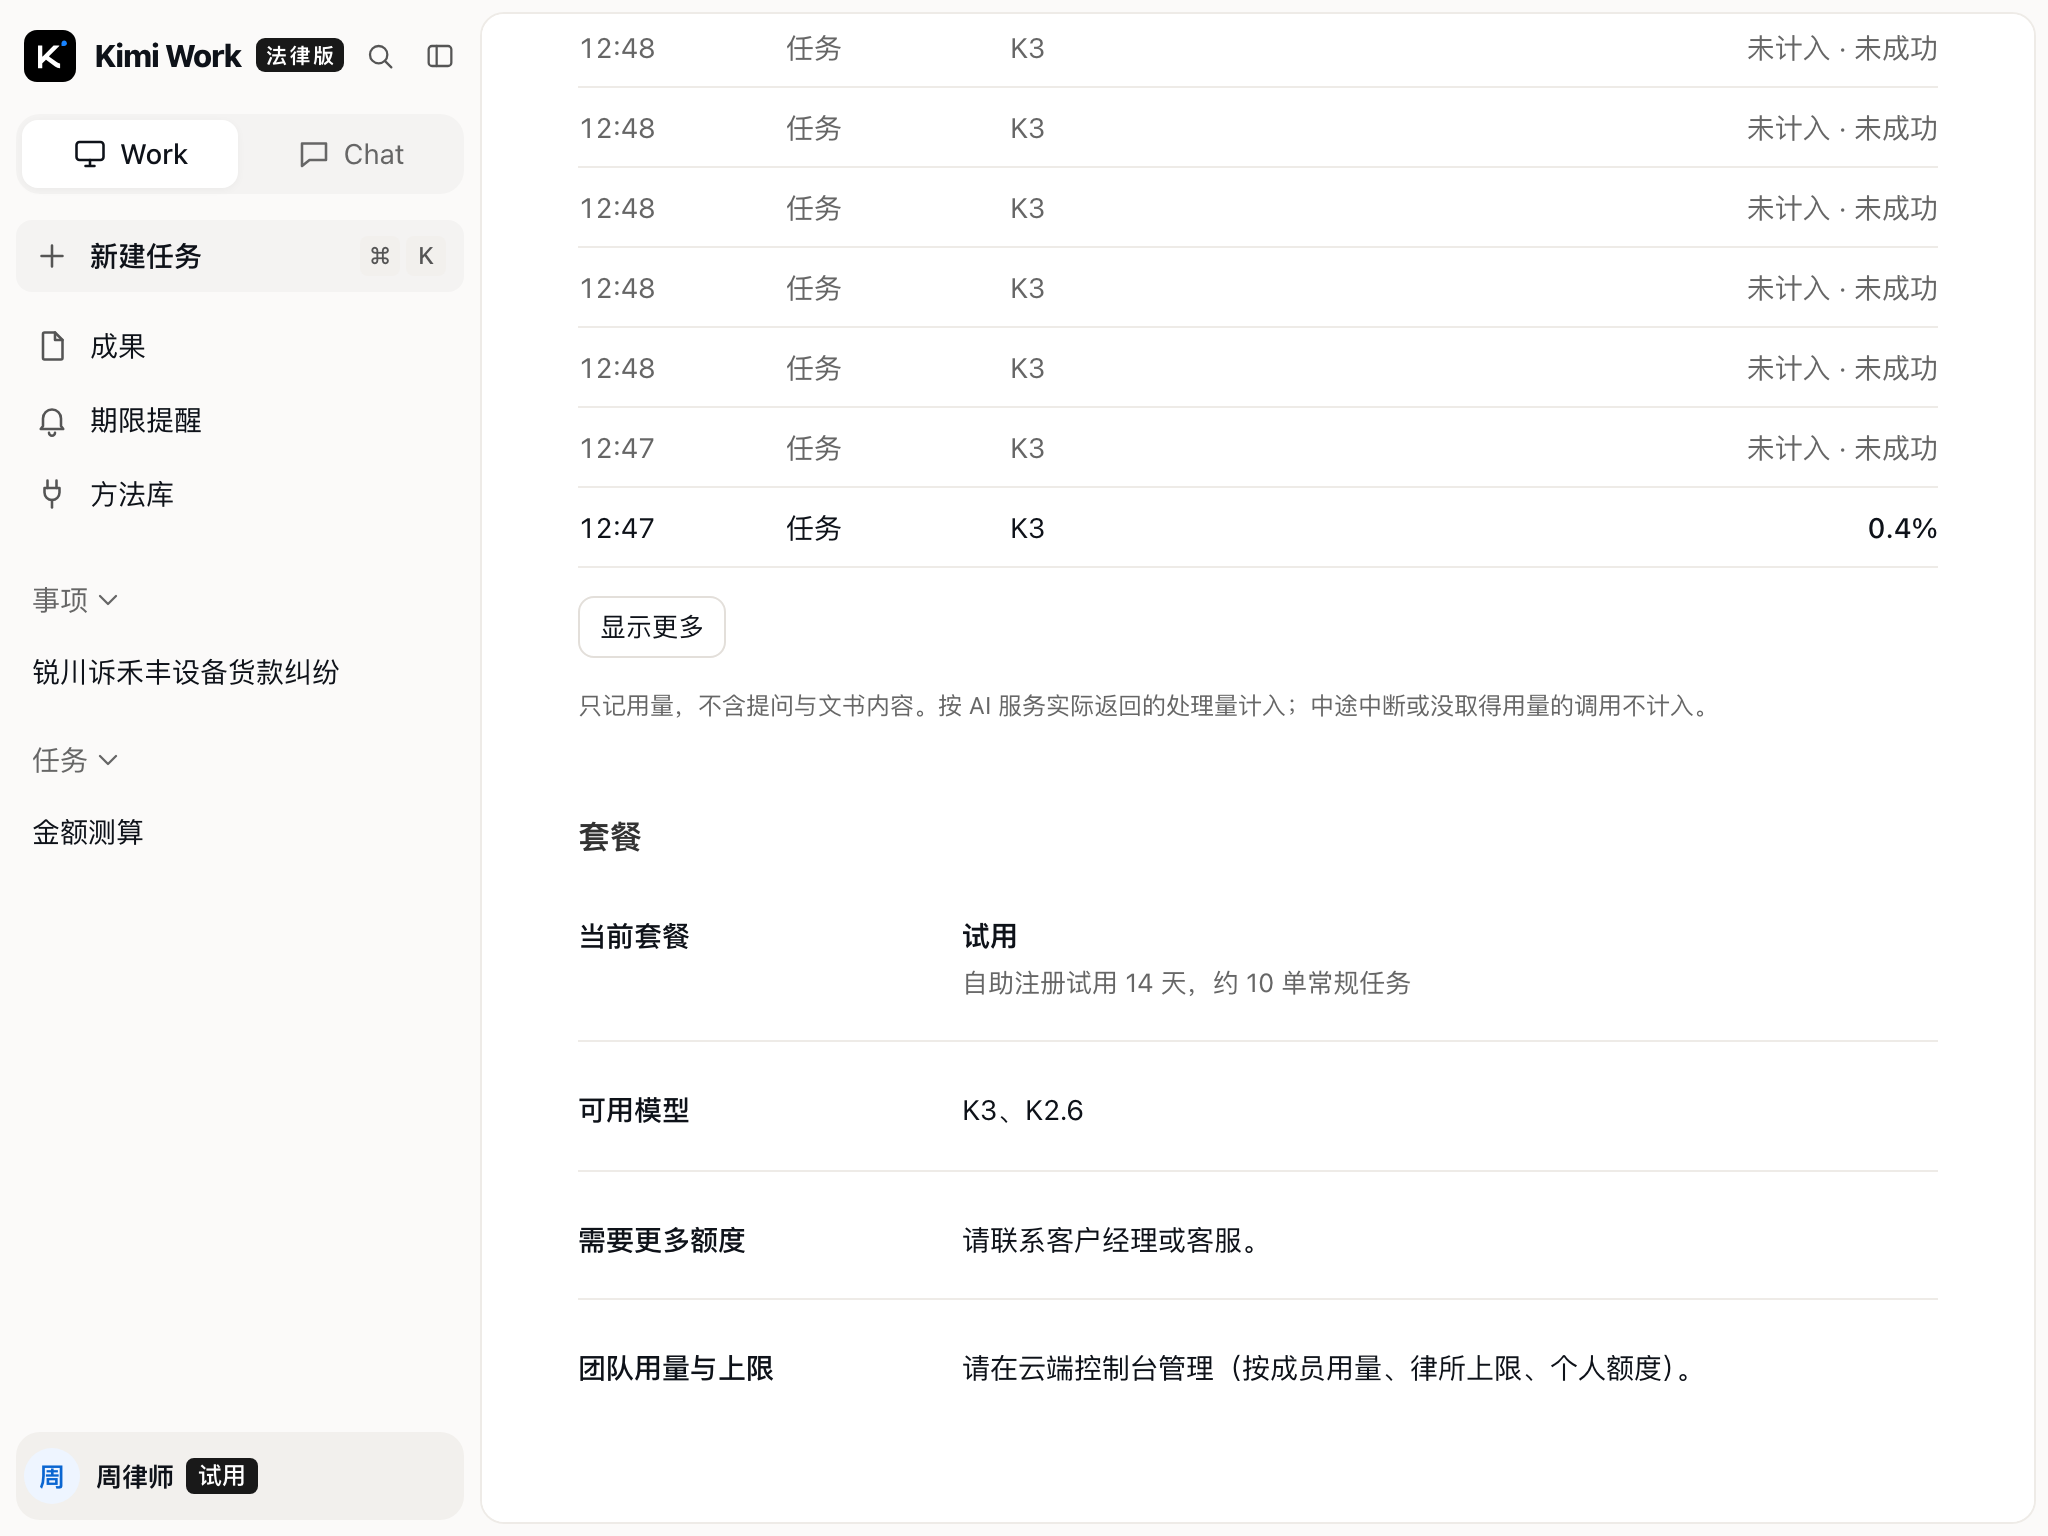 Kimi Work 法律版
Work
Chat
新建任务 ⌘ K
成果
期限提醒
方法库
事项
锐川诉禾丰设备货款纠纷
任务
金额测算
周 周律师 试用
12:48 任务 K3 未计入 · 未成功
12:48 任务 K3 未计入 · 未成功
12:48 任务 K3 未计入 · 未成功
12:48 任务 K3 未计入 · 未成功
12:48 任务 K3 未计入 · 未成功
12:47 任务 K3 未计入 · 未成功
12:47 任务 K3 0.4%
显示更多
只记用量，不含提问与文书内容。按 AI 服务实际返回的处理量计入；中途中断或没取得用量的调用不计入。
套餐
当前套餐 试用
自助注册试用 14 天，约 10 单常规任务
可用模型 K3、K2.6
需要更多额度 请联系客户经理或客服。
团队用量与上限 请在云端控制台管理（按成员用量、律所上限、个人额度）。